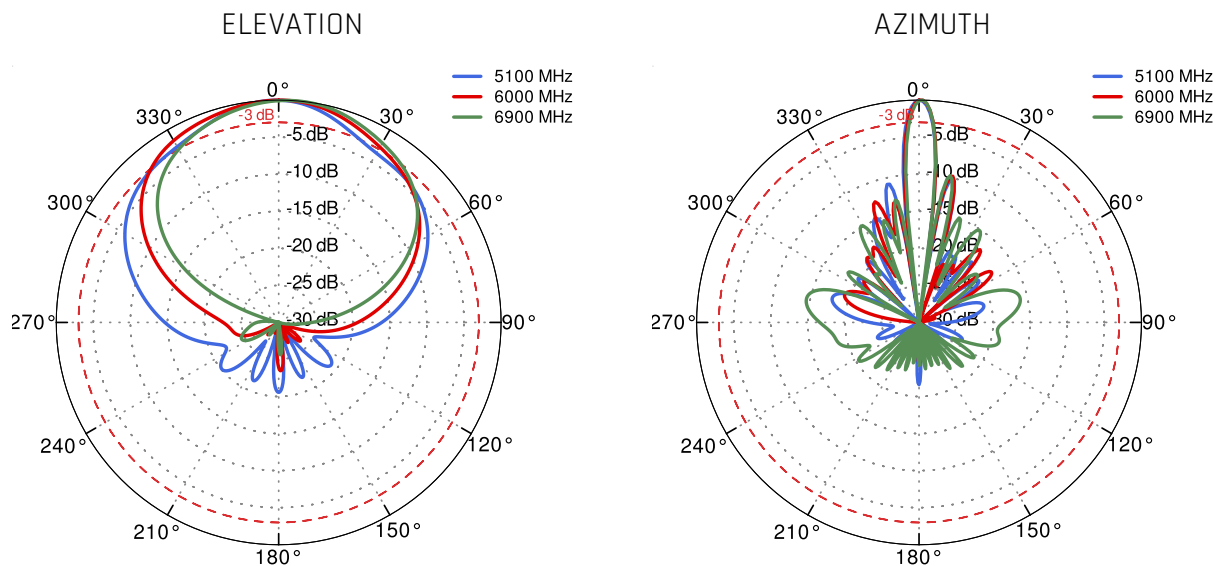 ELEVATION
5100 MHz
6000 MHz
6900 MHz
0°
330°
-3 dB
30°
-5 dB
-10 dB
300°
-15 dB
60°
-20 dB
-25 dB
270°
-30 dB
90°
240°
120°
210°
150°
180°
AZIMUTH
5100 MHz
6000 MHz
6900 MHz
0°
330°
-3 dB
30°
-5 dB
-10 dB
300°
-15 dB
60°
-20 dB
270°
-30 dB
90°
240°
120°
210°
150°
180°